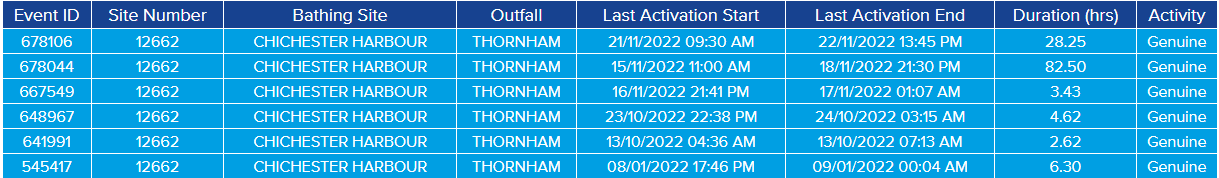 Event ID Site Number Bathing Site Outfall Last Activation Start Last Activation End Duration (hrs) Activity
678106 12662 CHICHESTER HARBOUR THORNHAM 21/11/2022 09:30 AM 22/11/2022 13:45 PM 28.25 Genuine
678044 12662 CHICHESTER HARBOUR THORNHAM 15/11/2022 11:00 AM 18/11/2022 21:30 PM 82.50 Genuine
667549 12662 CHICHESTER HARBOUR THORNHAM 16/11/2022 21:41 PM 17/11/2022 01:07 AM 3.43 Genuine
648967 12662 CHICHESTER HARBOUR THORNHAM 23/10/2022 22:38 PM 24/10/2022 03:15 AM 4.62 Genuine
641991 12662 CHICHESTER HARBOUR THORNHAM 13/10/2022 04:36 AM 13/10/2022 07:13 AM 2.62 Genuine
545417 12662 CHICHESTER HARBOUR THORNHAM 08/01/2022 17:46 PM 09/01/2022 00:04 AM 6.30 Genuine